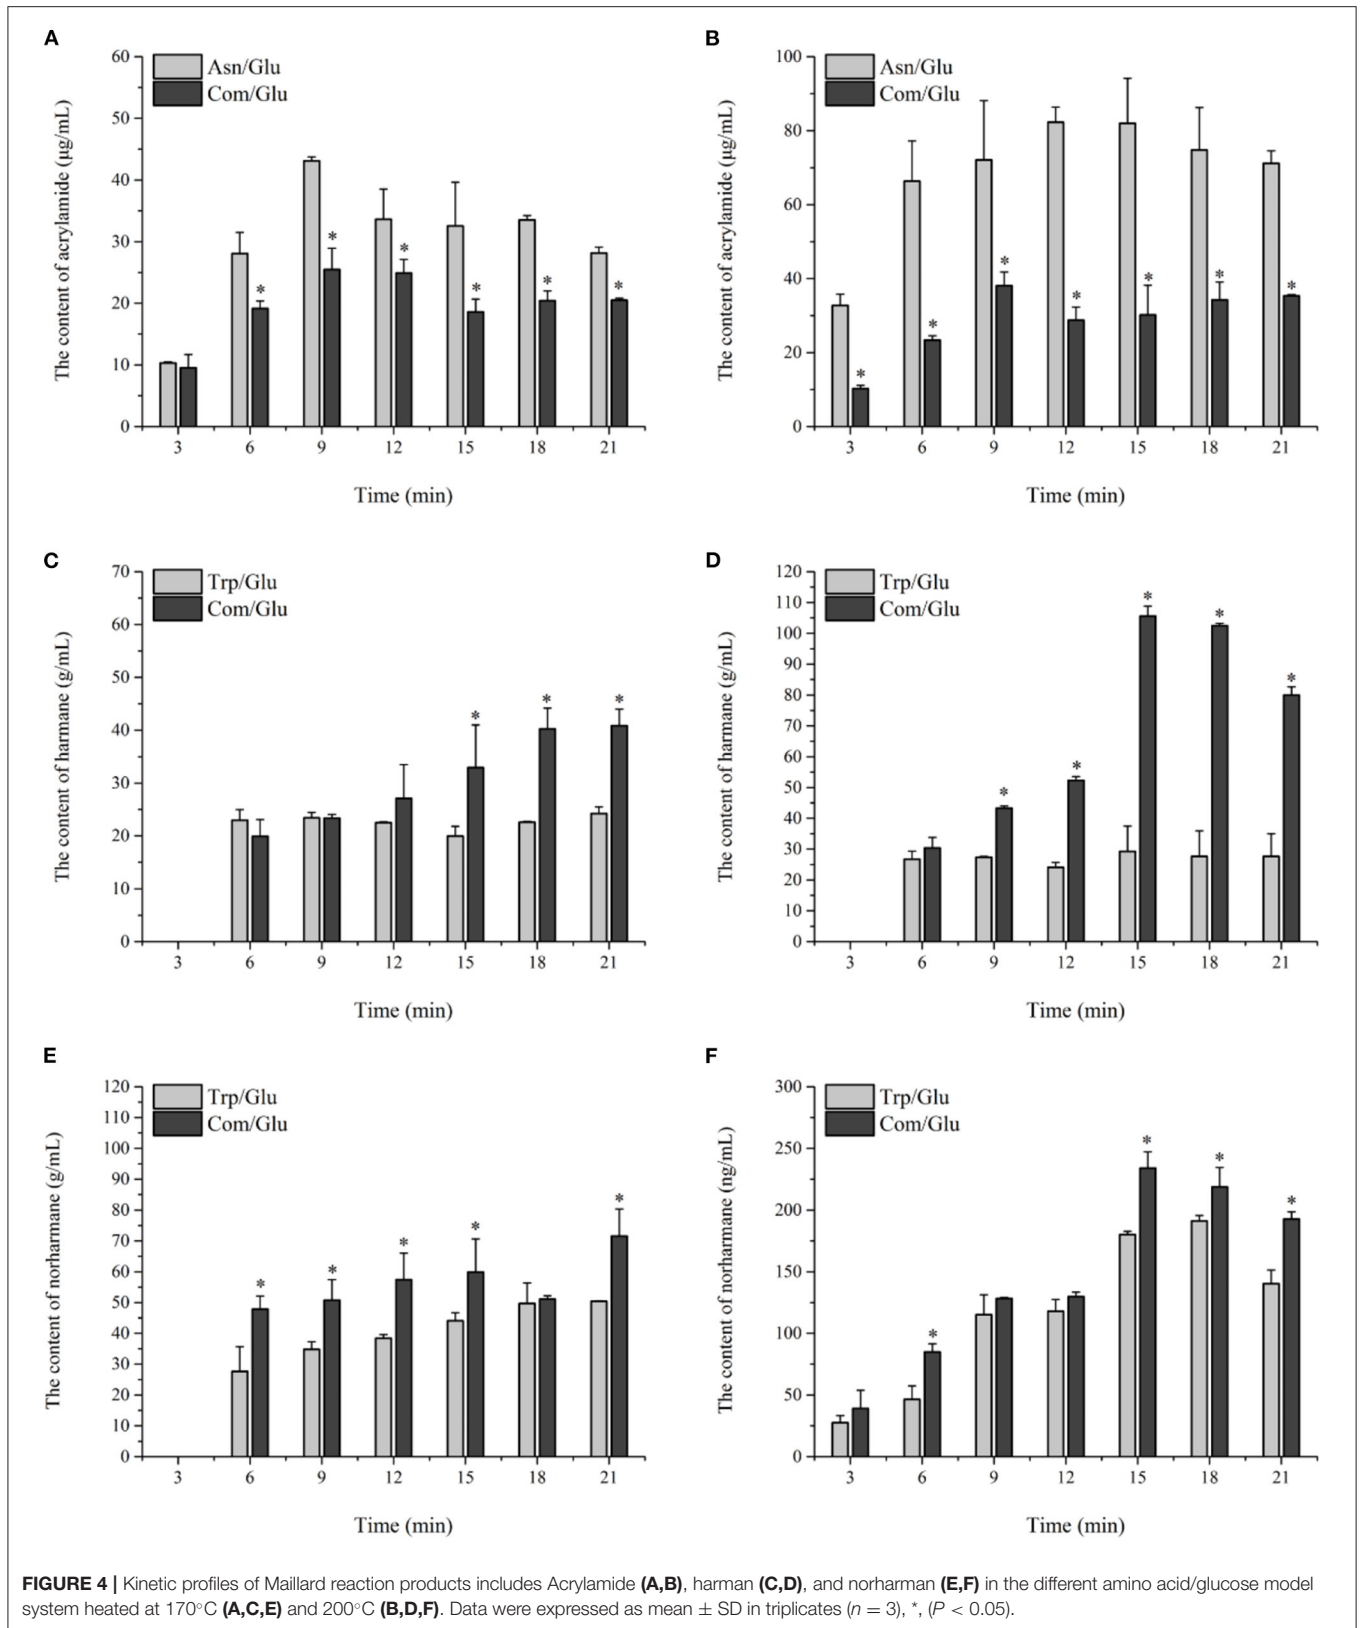 A
60
50
40
30
20
10
0
The content of acrylamide (μg/mL)
Asn/Glu
Com/Glu
* * * * * *
3 6 9 12 15 18 21
Time (min)
B
100
80
60
40
20
0
The content of acrylamide (μg/mL)
Asn/Glu
Com/Glu
* * * * * * *
3 6 9 12 15 18 21
Time (min)
C
70
60
50
40
30
20
10
0
The content of harmane (g/mL)
Trp/Glu
Com/Glu
* * *
3 6 9 12 15 18 21
Time (min)
D
120
110
100
90
80
70
60
50
40
30
20
10
0
The content of harmane (g/mL)
Trp/Glu
Com/Glu
* * * * *
3 6 9 12 15 18 21
Time (min)
E
120
110
100
90
80
70
60
50
40
30
20
10
0
The content of norharmane (g/mL)
Trp/Glu
Com/Glu
* * * * *
3 6 9 12 15 18 21
Time (min)
F
300
250
200
150
100
50
0
The content of norharmane (ng/mL)
Trp/Glu
Com/Glu
* * * *
3 6 9 12 15 18 21
Time (min)
FIGURE 4 | Kinetic profiles of Maillard reaction products includes Acrylamide (A,B), harman (C,D), and norharman (E,F) in the different amino acid/glucose model
system heated at 170°C (A,C,E) and 200°C (B,D,F). Data were expressed as mean ± SD in triplicates (n = 3), *, (P < 0.05).